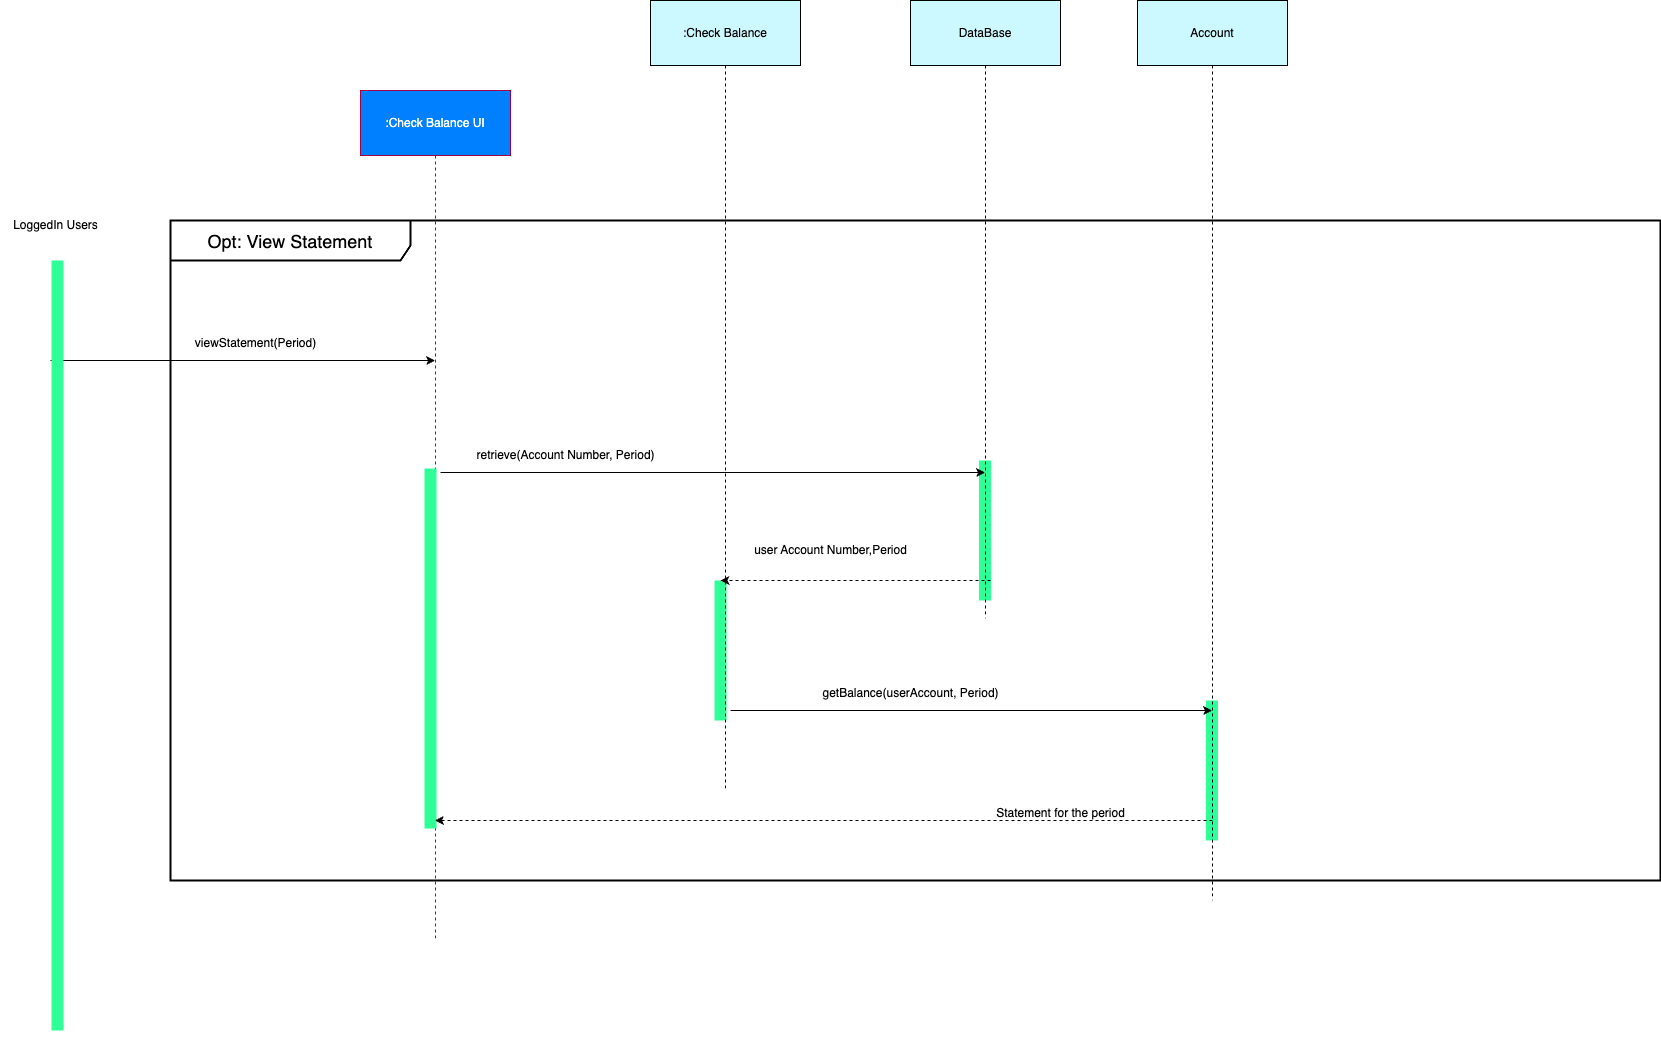 :Check Balance
DataBase
Account
:Check Balance UI
LoggedIn Users
Opt: View Statement
viewStatement(Period)
retrieve(Account Number, Period)
user Account Number,Period
getBalance(userAccount, Period)
Statement for the period